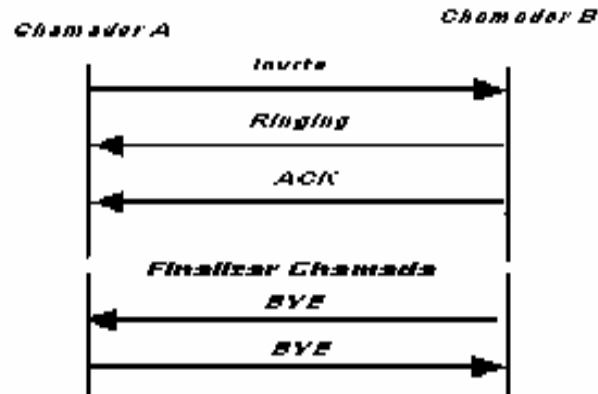 Chamador A
Chamador B
Invite
Ringing
ACK
Finalizar Chamada
BYE
BYE